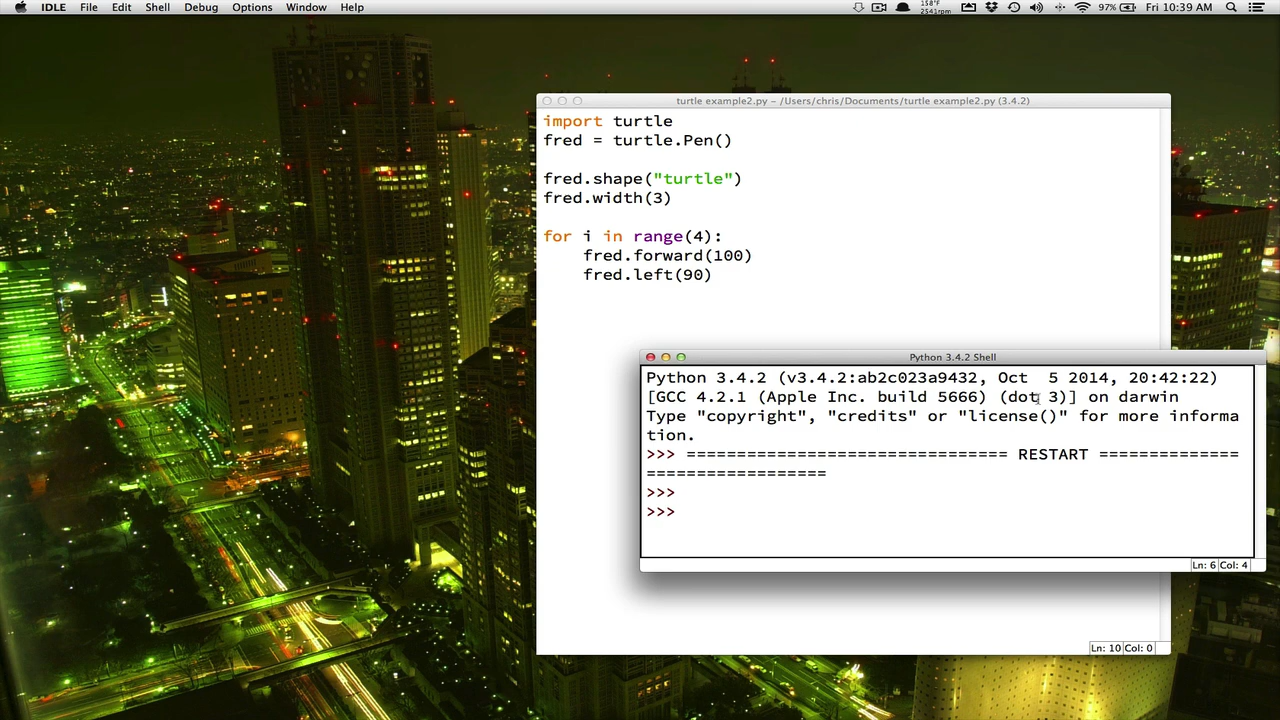 IDLE File Edit Shell Debug Options Window Help
158°F
2541rpm
97%
Fri 10:39 AM
turtle example2.py – /Users/chris/Documents/turtle example2.py (3.4.2)
import turtle
fred = turtle.Pen()
fred.shape("turtle")
fred.width(3)
for i in range(4):
    fred.forward(100)
    fred.left(90)
Python 3.4.2 Shell
Python 3.4.2 (v3.4.2:ab2c023a9432, Oct  5 2014, 20:42:22)
[GCC 4.2.1 (Apple Inc. build 5666) (dot 3)] on darwin
Type "copyright", "credits" or "license()" for more informa
tion.
>>> ================================ RESTART ==============
==================
>>>
>>>
Ln: 6 Col: 4
Ln: 10 Col: 0